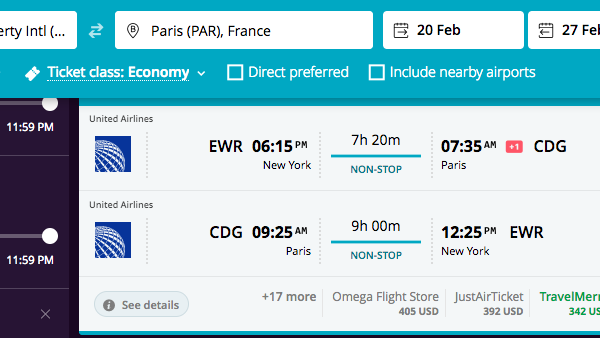 erty Intl (...
Paris (PAR), France
20 Feb
27 Feb
Ticket class: Economy
Direct preferred
Include nearby airports
11:59 PM
11:59 PM
United Airlines
EWR 06:15 PM
New York
7h 20m
NON-STOP
07:35 AM +1 CDG
Paris
United Airlines
CDG 09:25 AM
Paris
9h 00m
NON-STOP
12:25 PM EWR
New York
See details
+17 more
Omega Flight Store
405 USD
JustAirTicket
392 USD
TravelMer
342 US